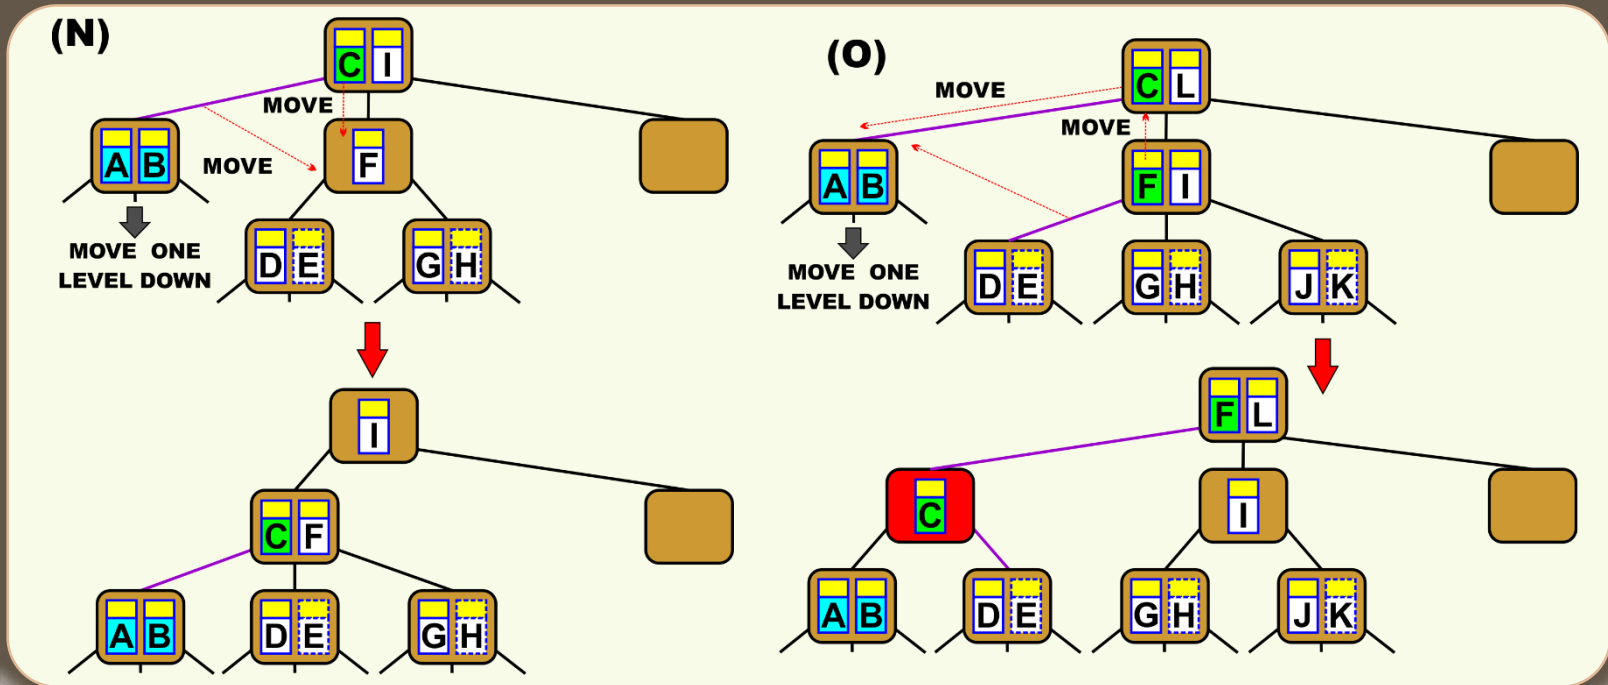 (N)
C I
MOVE
A B
MOVE
F
MOVE ONE
LEVEL DOWN
D E
G H
I
C F
A B
D E
G H
(O)
C L
MOVE
MOVE
A B
F I
MOVE ONE
LEVEL DOWN
D E
G H
J K
F L
C
I
A B
D E
G H
J K